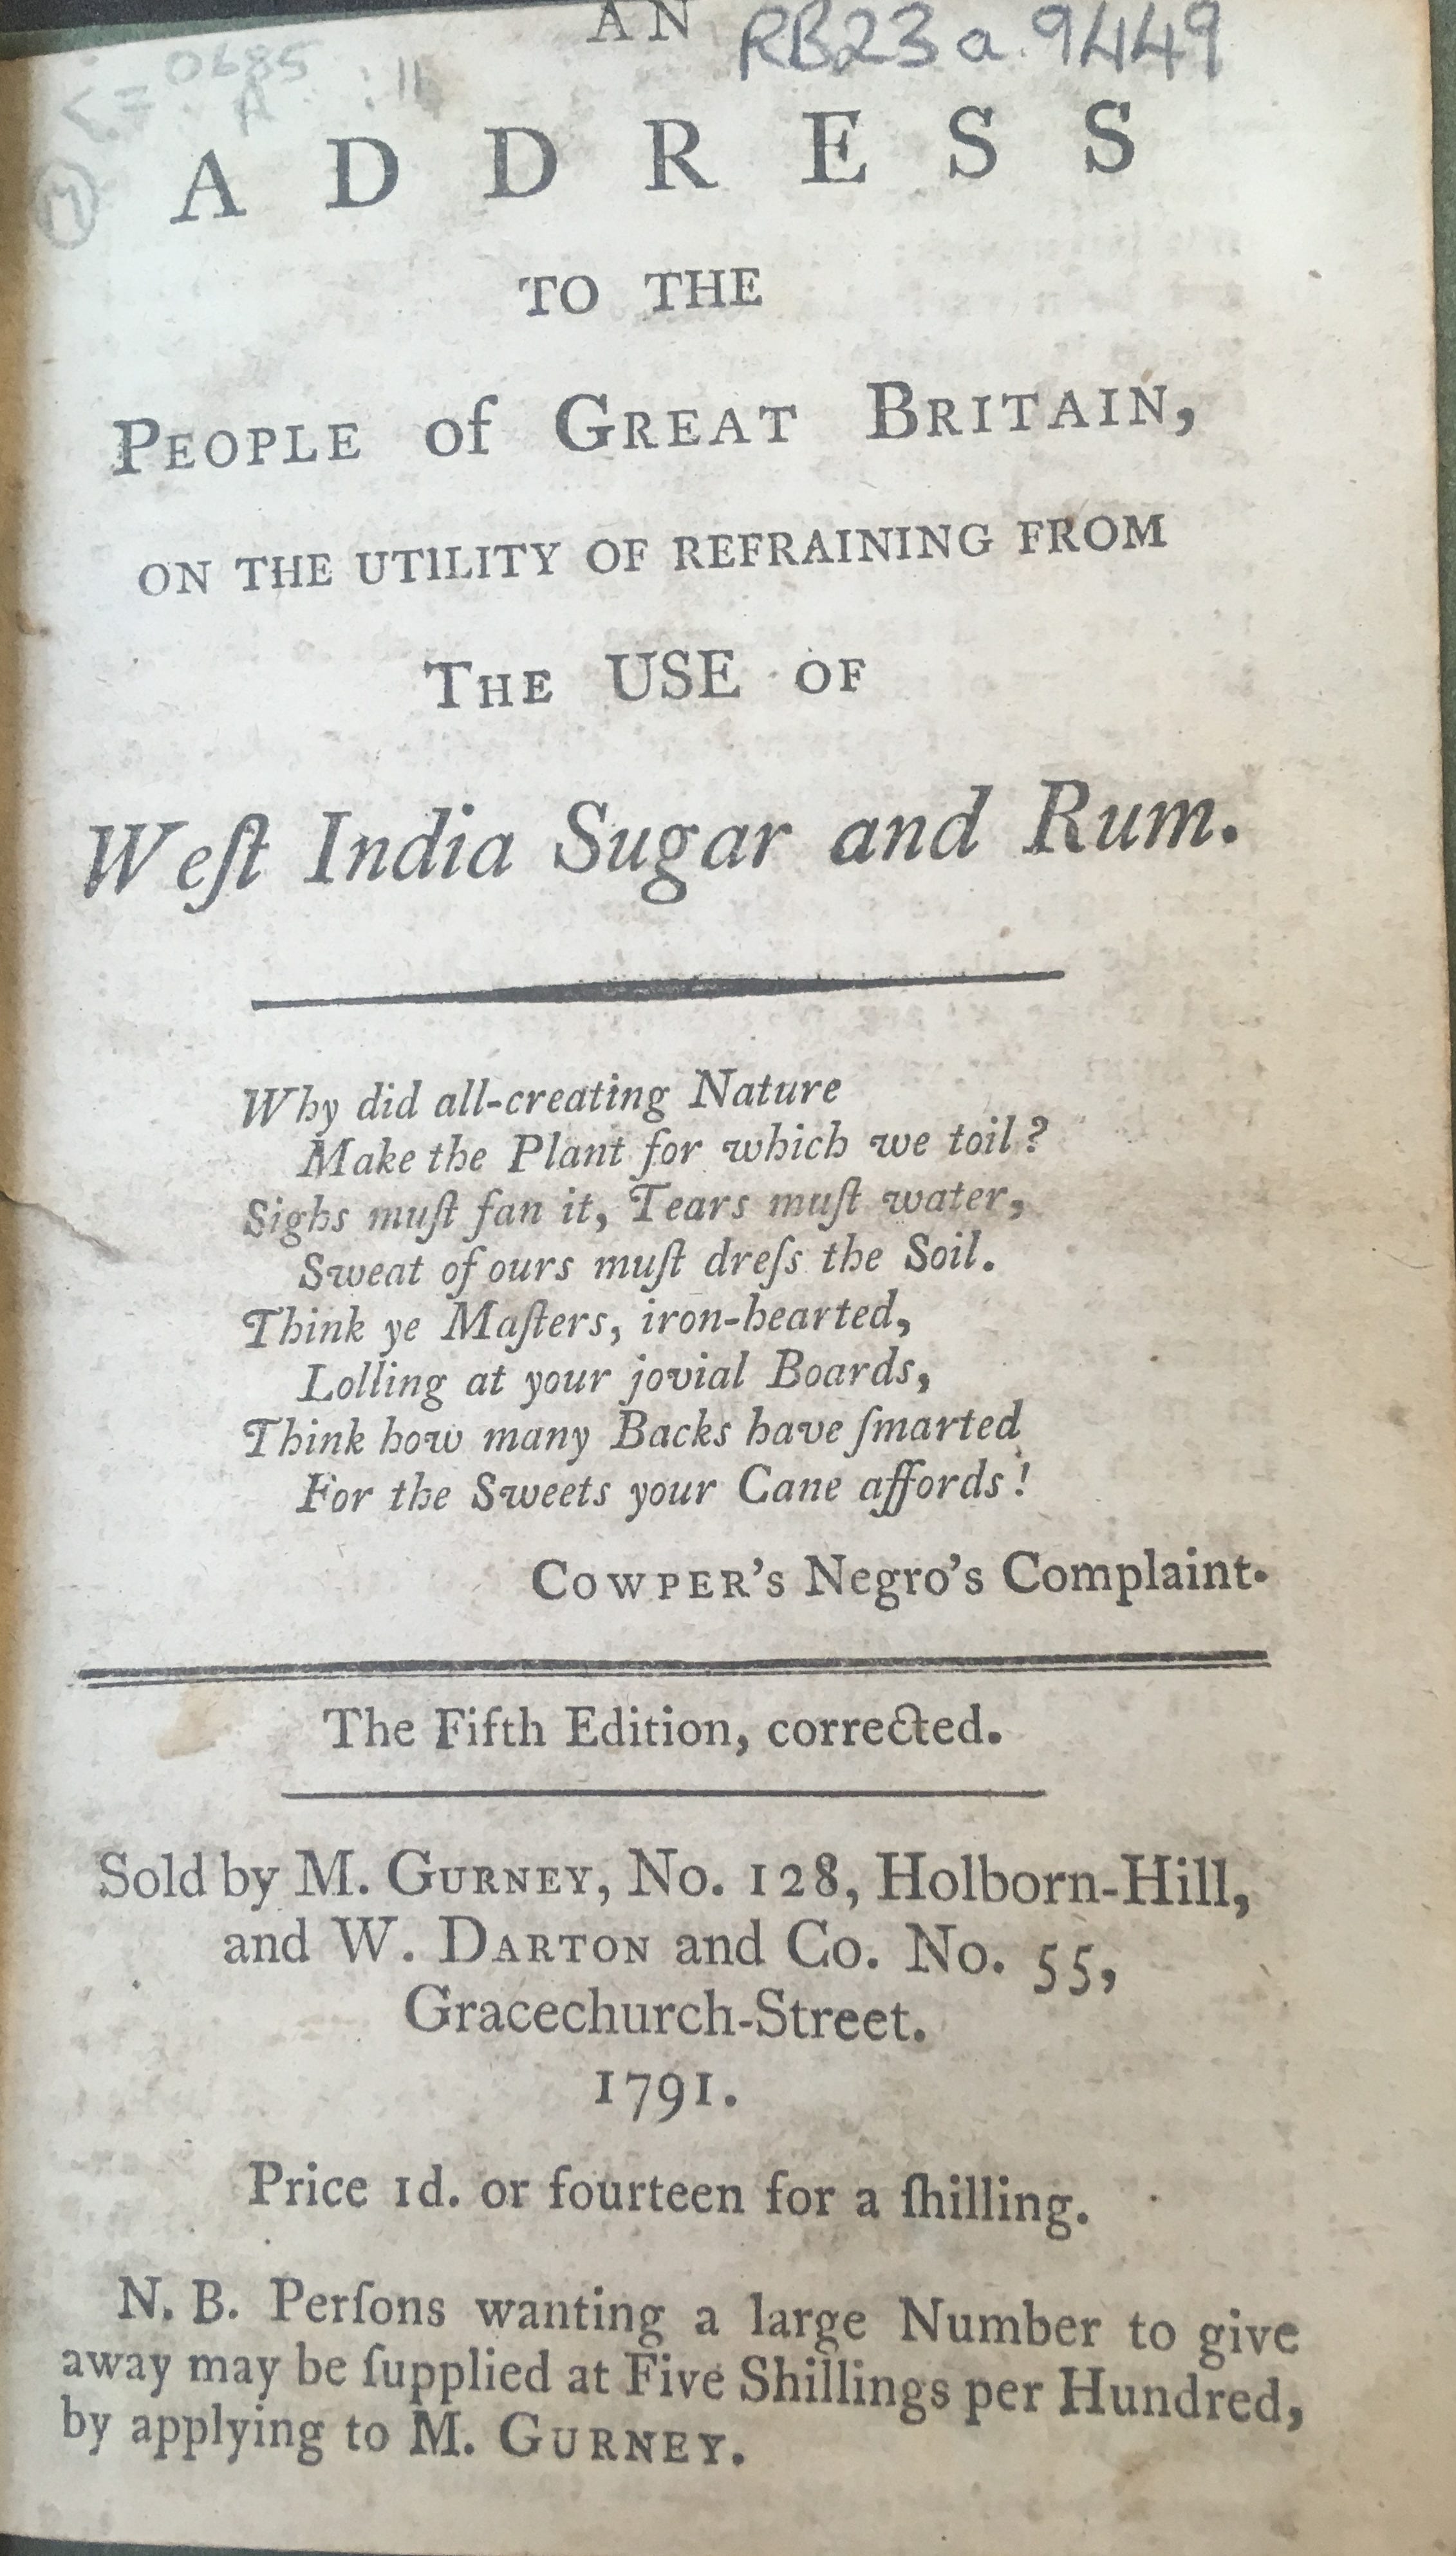 AN RB23 a. 9449
0685
A D D R E S S
TO THE
PEOPLE of GREAT BRITAIN,
ON THE UTILITY OF REFRAINING FROM
THE USE OF
Weſt India Sugar and Rum.
Why did all-creating Nature
Make the Plant for which we toil?
Sighs muſt fan it, Tears muſt water,
Sweat of ours muſt dreſs the Soil.
Think ye Maſters, iron-hearted,
Lolling at your jovial Boards,
Think how many Backs have ſmarted
For the Sweets your Cane affords!
COWPER's Negro's Complaint.
The Fifth Edition, corrected.
Sold by M. GURNEY, No. 128, Holborn-Hill,
and W. DARTON and Co. No. 55,
Gracechurch-Street.
1791.
Price 1d. or fourteen for a ſhilling.
N. B. Perſons wanting a large Number to give
away may be ſupplied at Five Shillings per Hundred,
by applying to M. GURNEY.